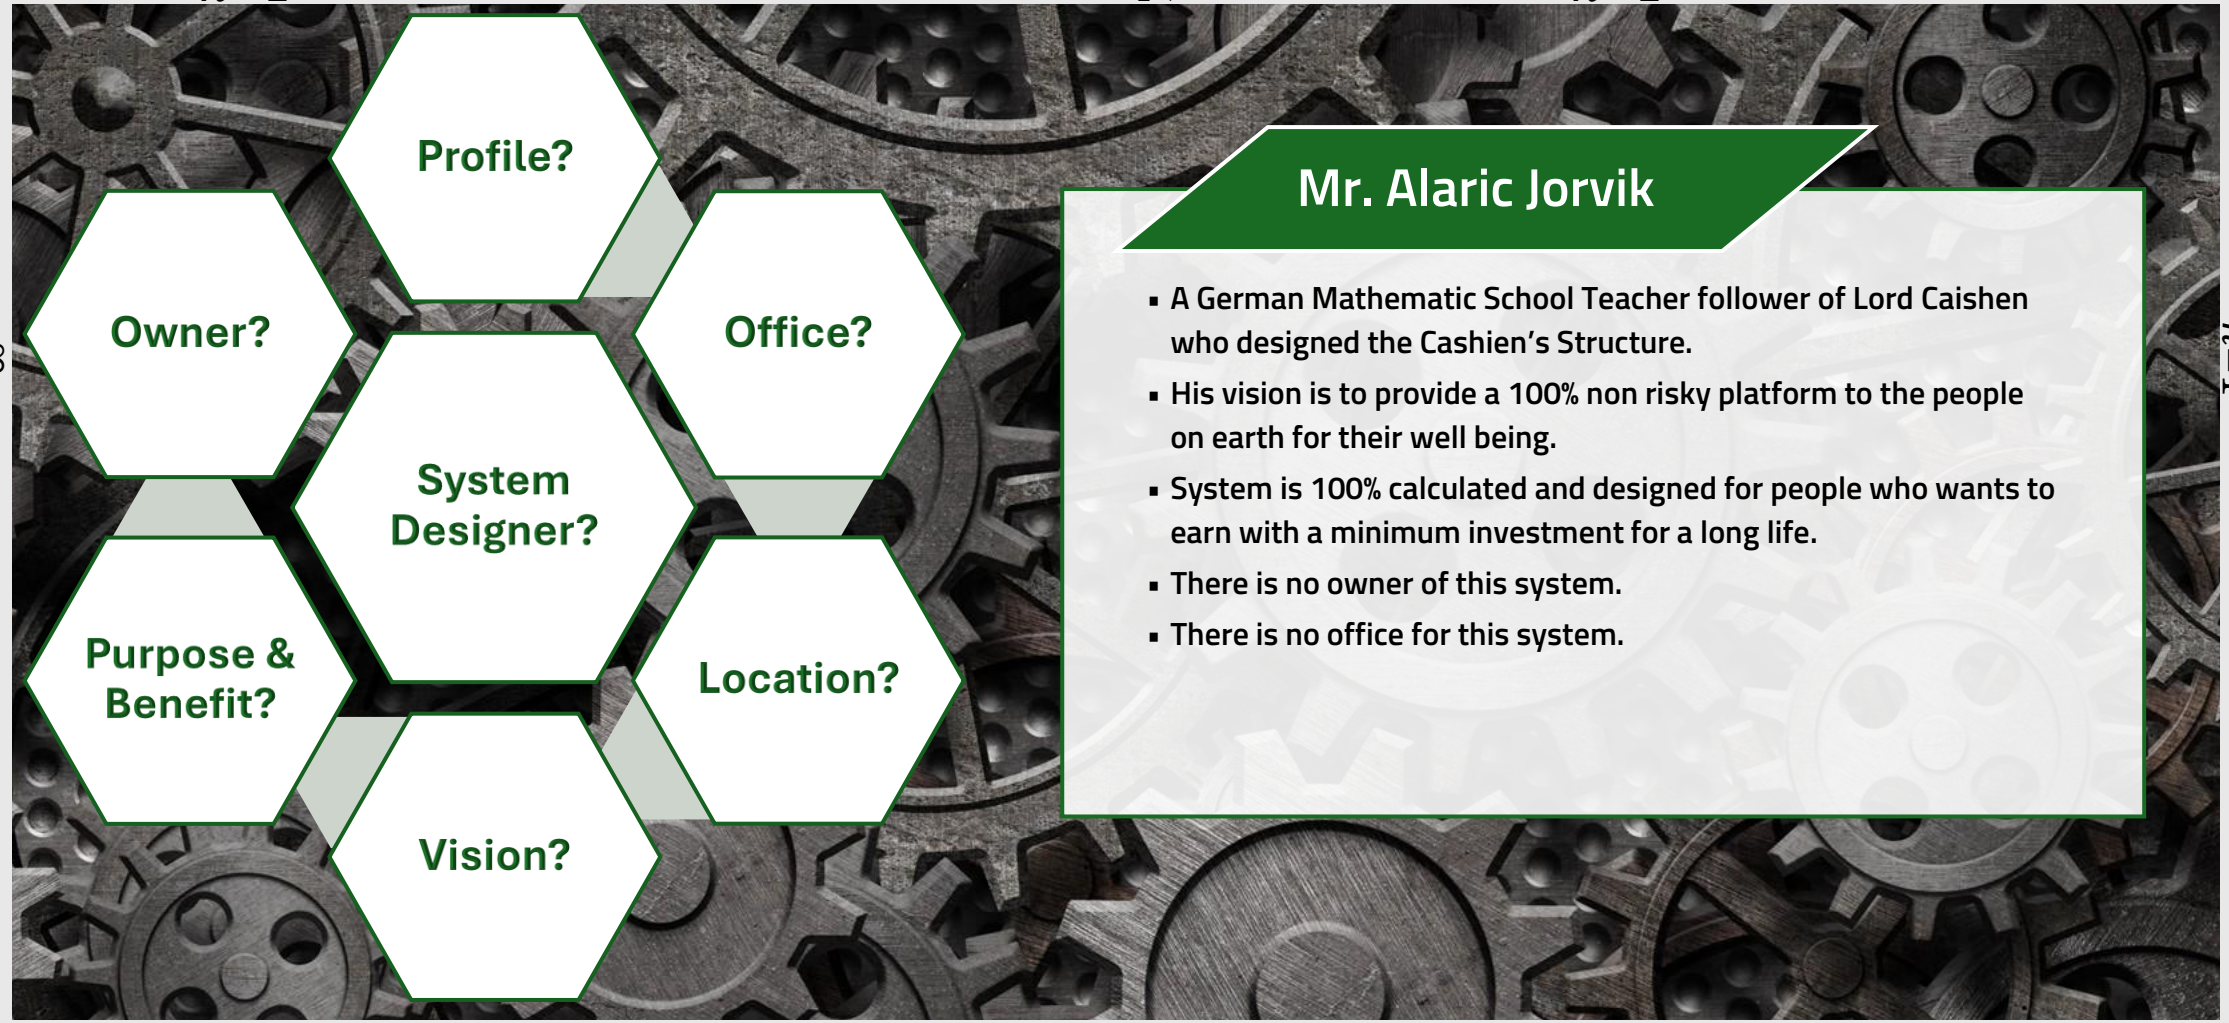 Profile?
Owner?
Office?
System
Designer?
Purpose &
Benefit?
Location?
Vision?
Mr. Alaric Jorvik
▪ A German Mathematic School Teacher follower of Lord Caishen
who designed the Cashien’s Structure.
▪ His vision is to provide a 100% non risky platform to the people
on earth for their well being.
▪ System is 100% calculated and designed for people who wants to
earn with a minimum investment for a long life.
▪ There is no owner of this system.
▪ There is no office for this system.